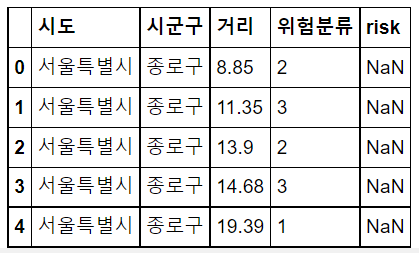 시도 시군구 거리 위험분류 risk
0 서울특별시 종로구 8.85 2 NaN
1 서울특별시 종로구 11.35 3 NaN
2 서울특별시 종로구 13.9 2 NaN
3 서울특별시 종로구 14.68 3 NaN
4 서울특별시 종로구 19.39 1 NaN